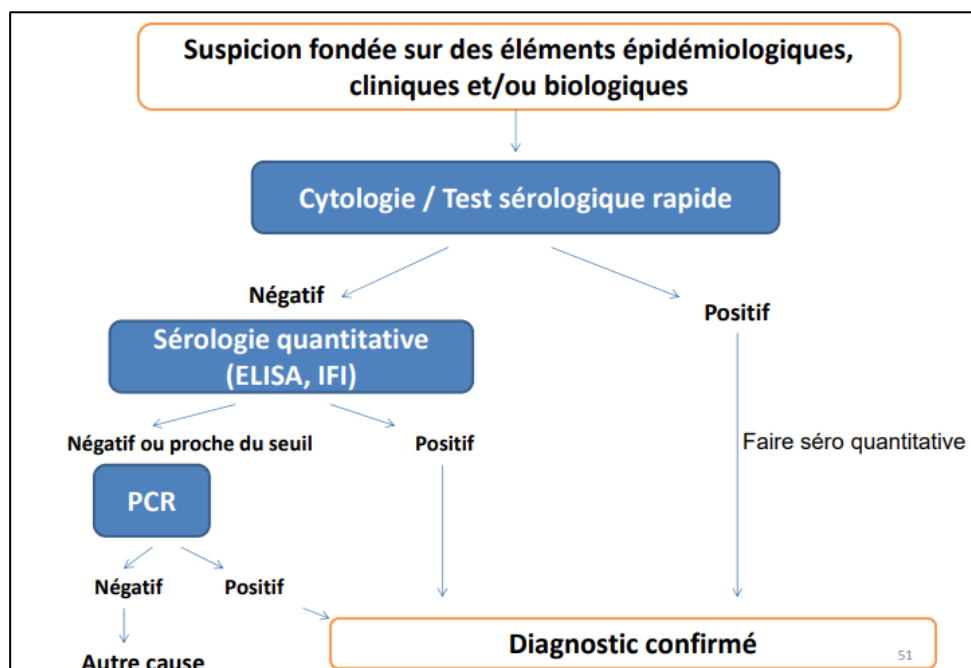 Suspicion fondée sur des éléments épidémiologiques,
cliniques et/ou biologiques
Cytologie / Test sérologique rapide
Négatif
Positif
Sérologie quantitative
(ELISA, IFI)
Négatif ou proche du seuil
Positif
Faire séro quantitative
PCR
Négatif
Positif
Diagnostic confirmé
51
Autre cause